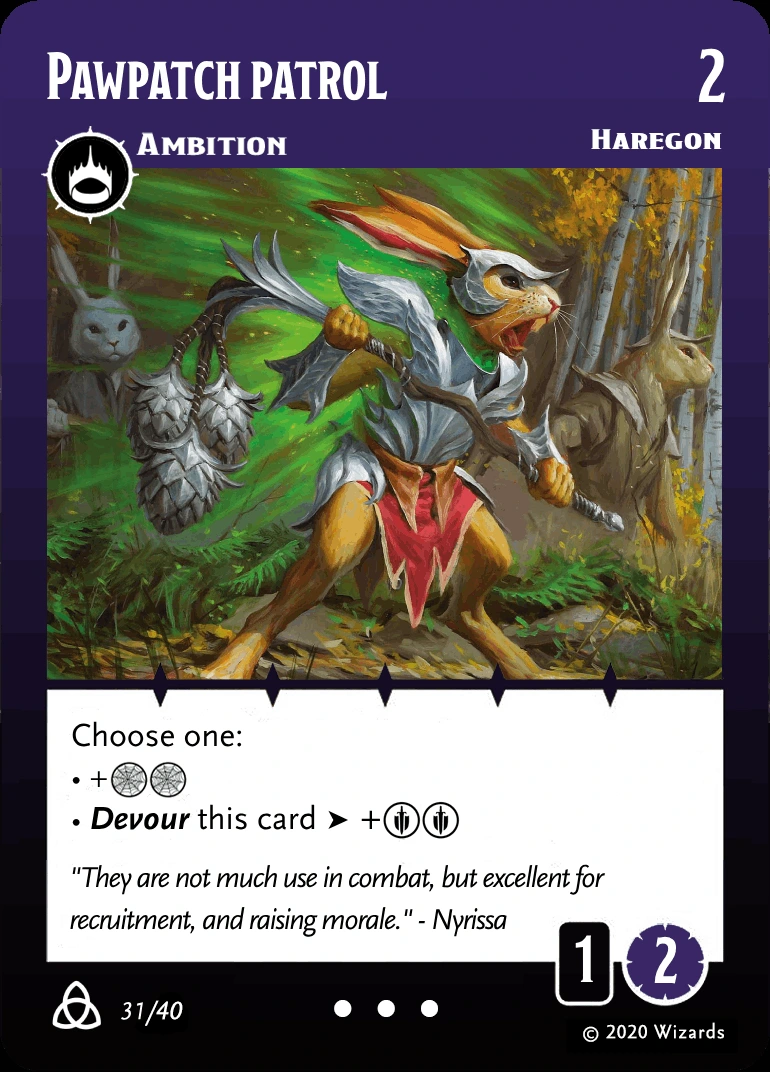 Pawpatch patrol 2
Ambition Haregon
Choose one:
• +
• Devour this card ➤ +
"They are not much use in combat, but excellent for
recruitment, and raising morale." - Nyrissa
1 2
31/40
© 2020 Wizards